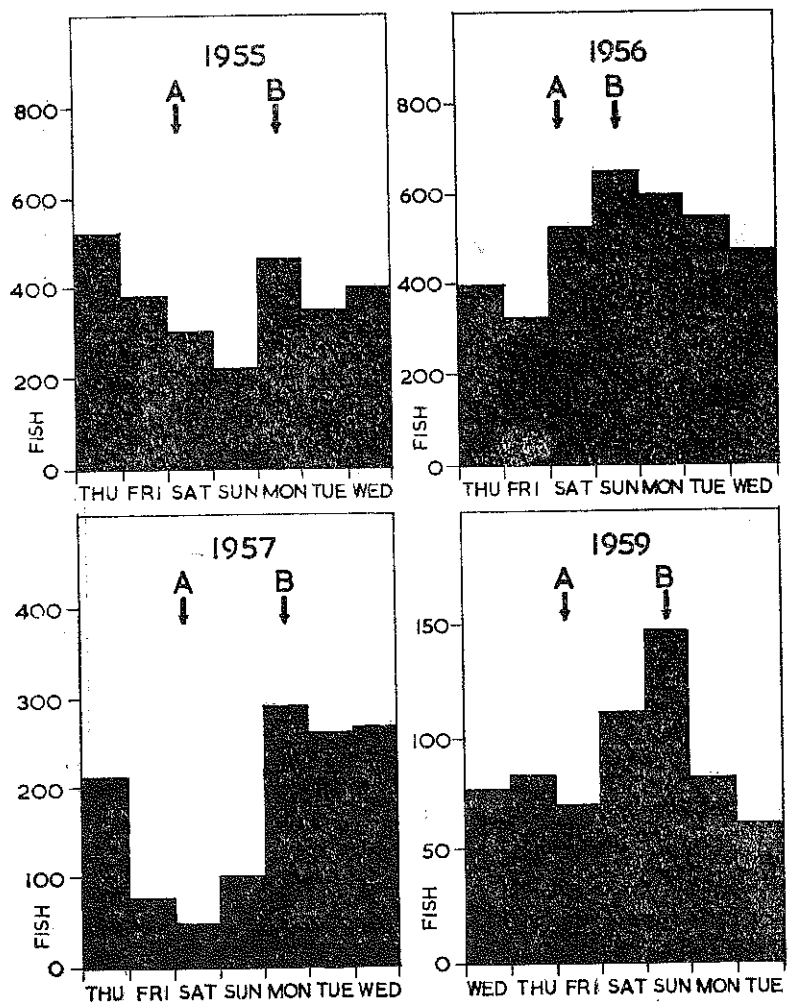 1955
A B
800
600
400
200
0
FISH
THU FRI SAT SUN MON TUE WED
1956
A B
800
600
400
200
0
FISH
THU FRI SAT SUN MON TUE WED
1957
A B
400
300
200
100
0
FISH
THU FRI SAT SUN MON TUE WED
1959
A B
150
100
50
0
FISH
WED THU FRI SAT SUN MON TUE